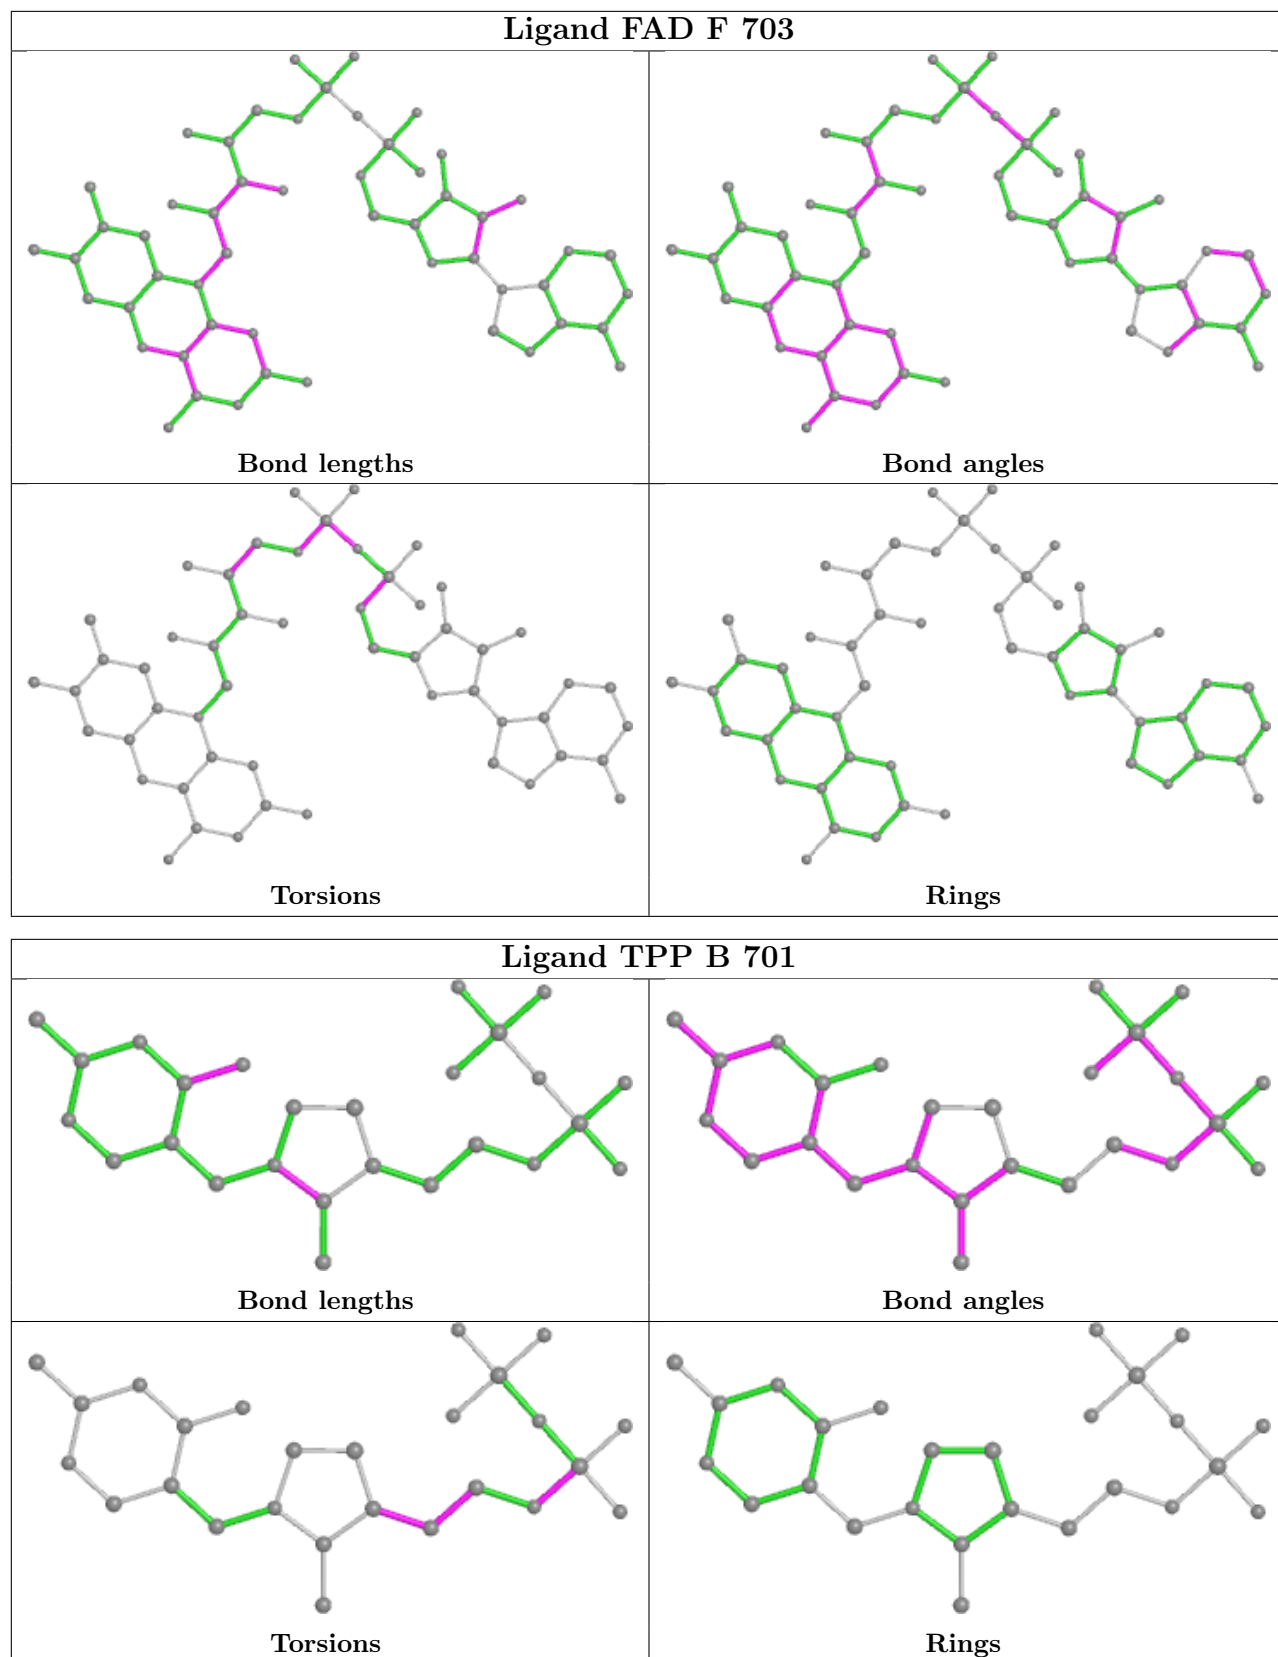 Ligand FAD F 703
Bond lengths
Bond angles
Torsions
Rings
Ligand TPP B 701
Bond lengths
Bond angles
Torsions
Rings